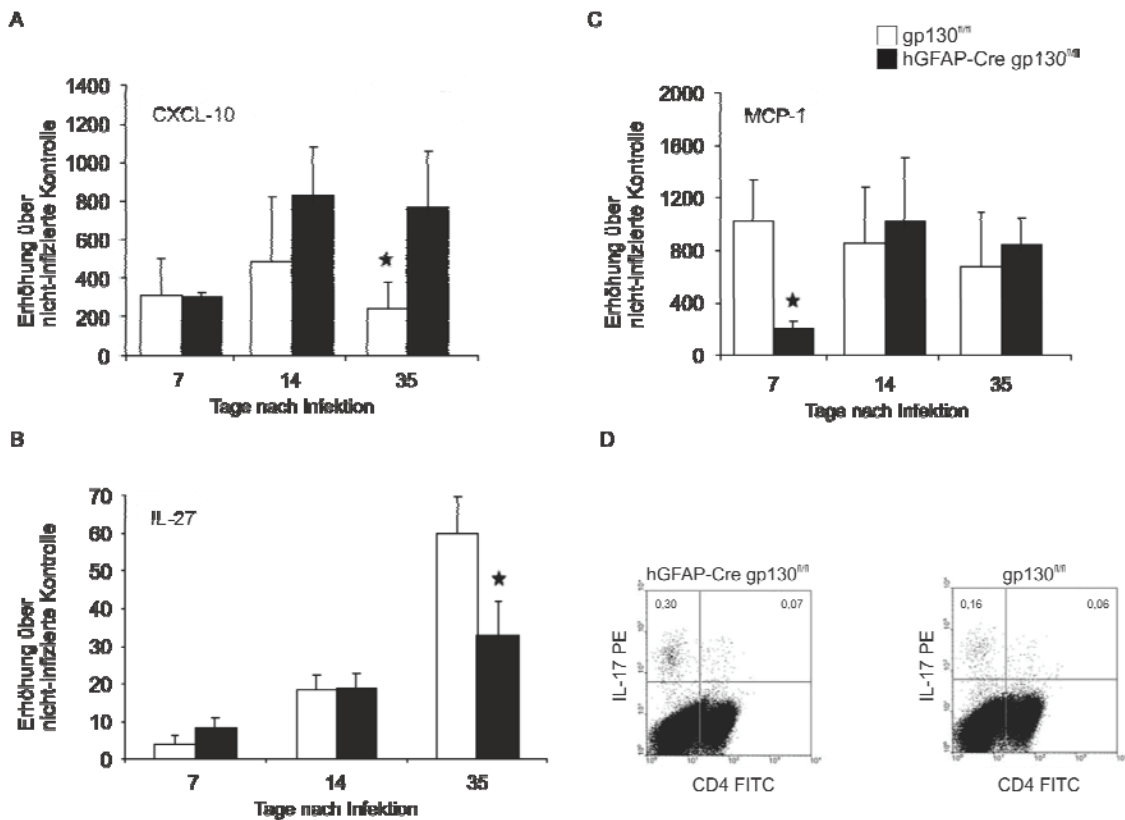 A
CXCL-10
Erhöhung über
nicht-infizierte Kontrolle
1400
1200
1000
800
600
400
200
0
7 14 35
Tage nach Infektion
C
gp130fl/fl
hGFAP-Cre gp130fl/fl
MCP-1
Erhöhung über
nicht-infizierte Kontrolle
2000
1600
1200
800
400
0
7 14 35
Tage nach Infektion
B
IL-27
Erhöhung über
nicht-infizierte Kontrolle
70
60
50
40
30
20
10
0
7 14 35
Tage nach Infektion
D
hGFAP-Cre gp130fl/fl
0,30 0,07
IL-17 PE
CD4 FITC
gp130fl/fl
0,16 0,06
IL-17 PE
CD4 FITC